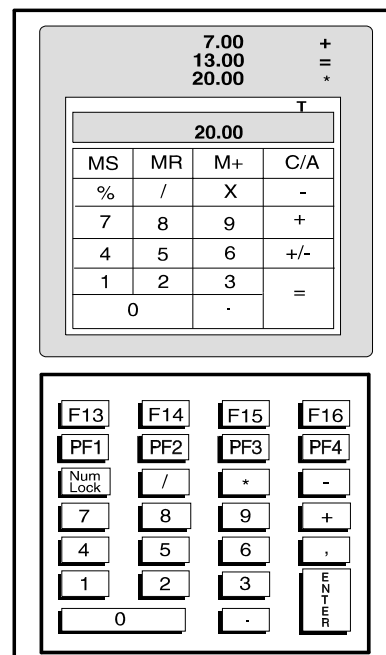 7.00 +
13.00 =
20.00 *
T
20.00
MS MR M+ C/A
% / X -
7 8 9 +
4 5 6 +/-
1 2 3 =
0 .
F13 F14 F15 F16
PF1 PF2 PF3 PF4
Num Lock / * -
7 8 9 +
4 5 6 ,
1 2 3 ENTER
0 .